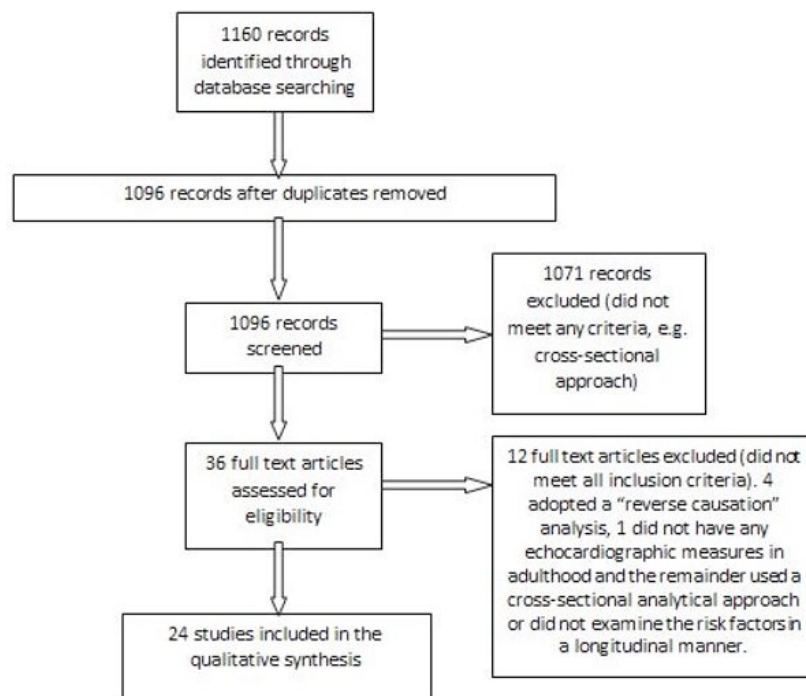 1160 records
identified through
database searching
1096 records after duplicates removed
1096 records
screened
1071 records
excluded (did not
meet any criteria, e.g.
cross-sectional
approach)
36 full text articles
assessed for
eligibility
12 full text articles excluded (did not
meet all inclusion criteria). 4
adopted a “reverse causation”
analysis, 1 did not have any
echocardiographic measures in
adulthood and the remainder used a
cross-sectional analytical approach
or did not examine the risk factors in
a longitudinal manner.
24 studies included in the
qualitative synthesis